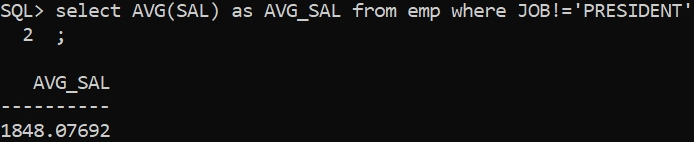 SQL> select AVG(SAL) as AVG_SAL from emp where JOB!='PRESIDENT'
  2  ;
   AVG_SAL
----------
1848.07692